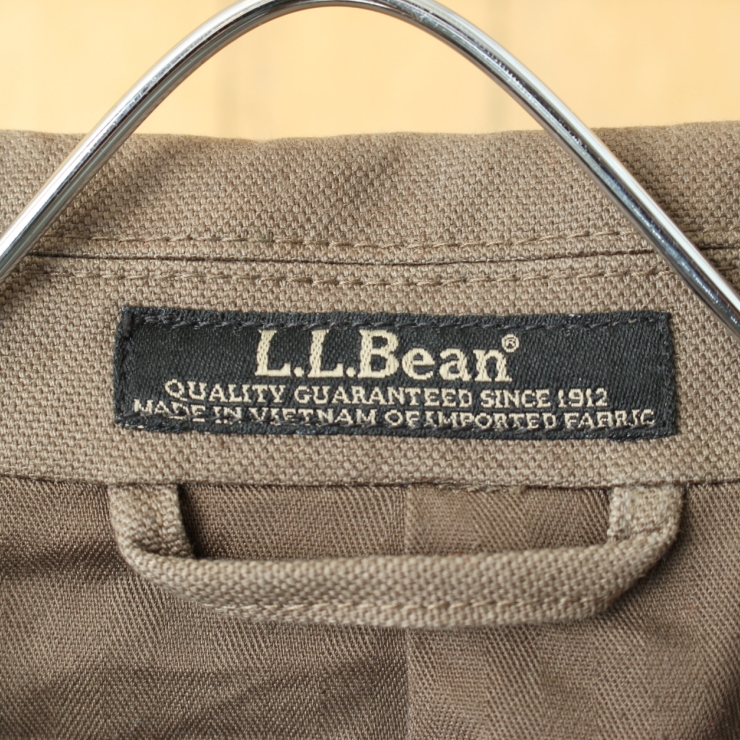 L.L.Bean®
QUALITY GUARANTEED SINCE 1912
MADE IN VIETNAM OF IMPORTED FABRIC